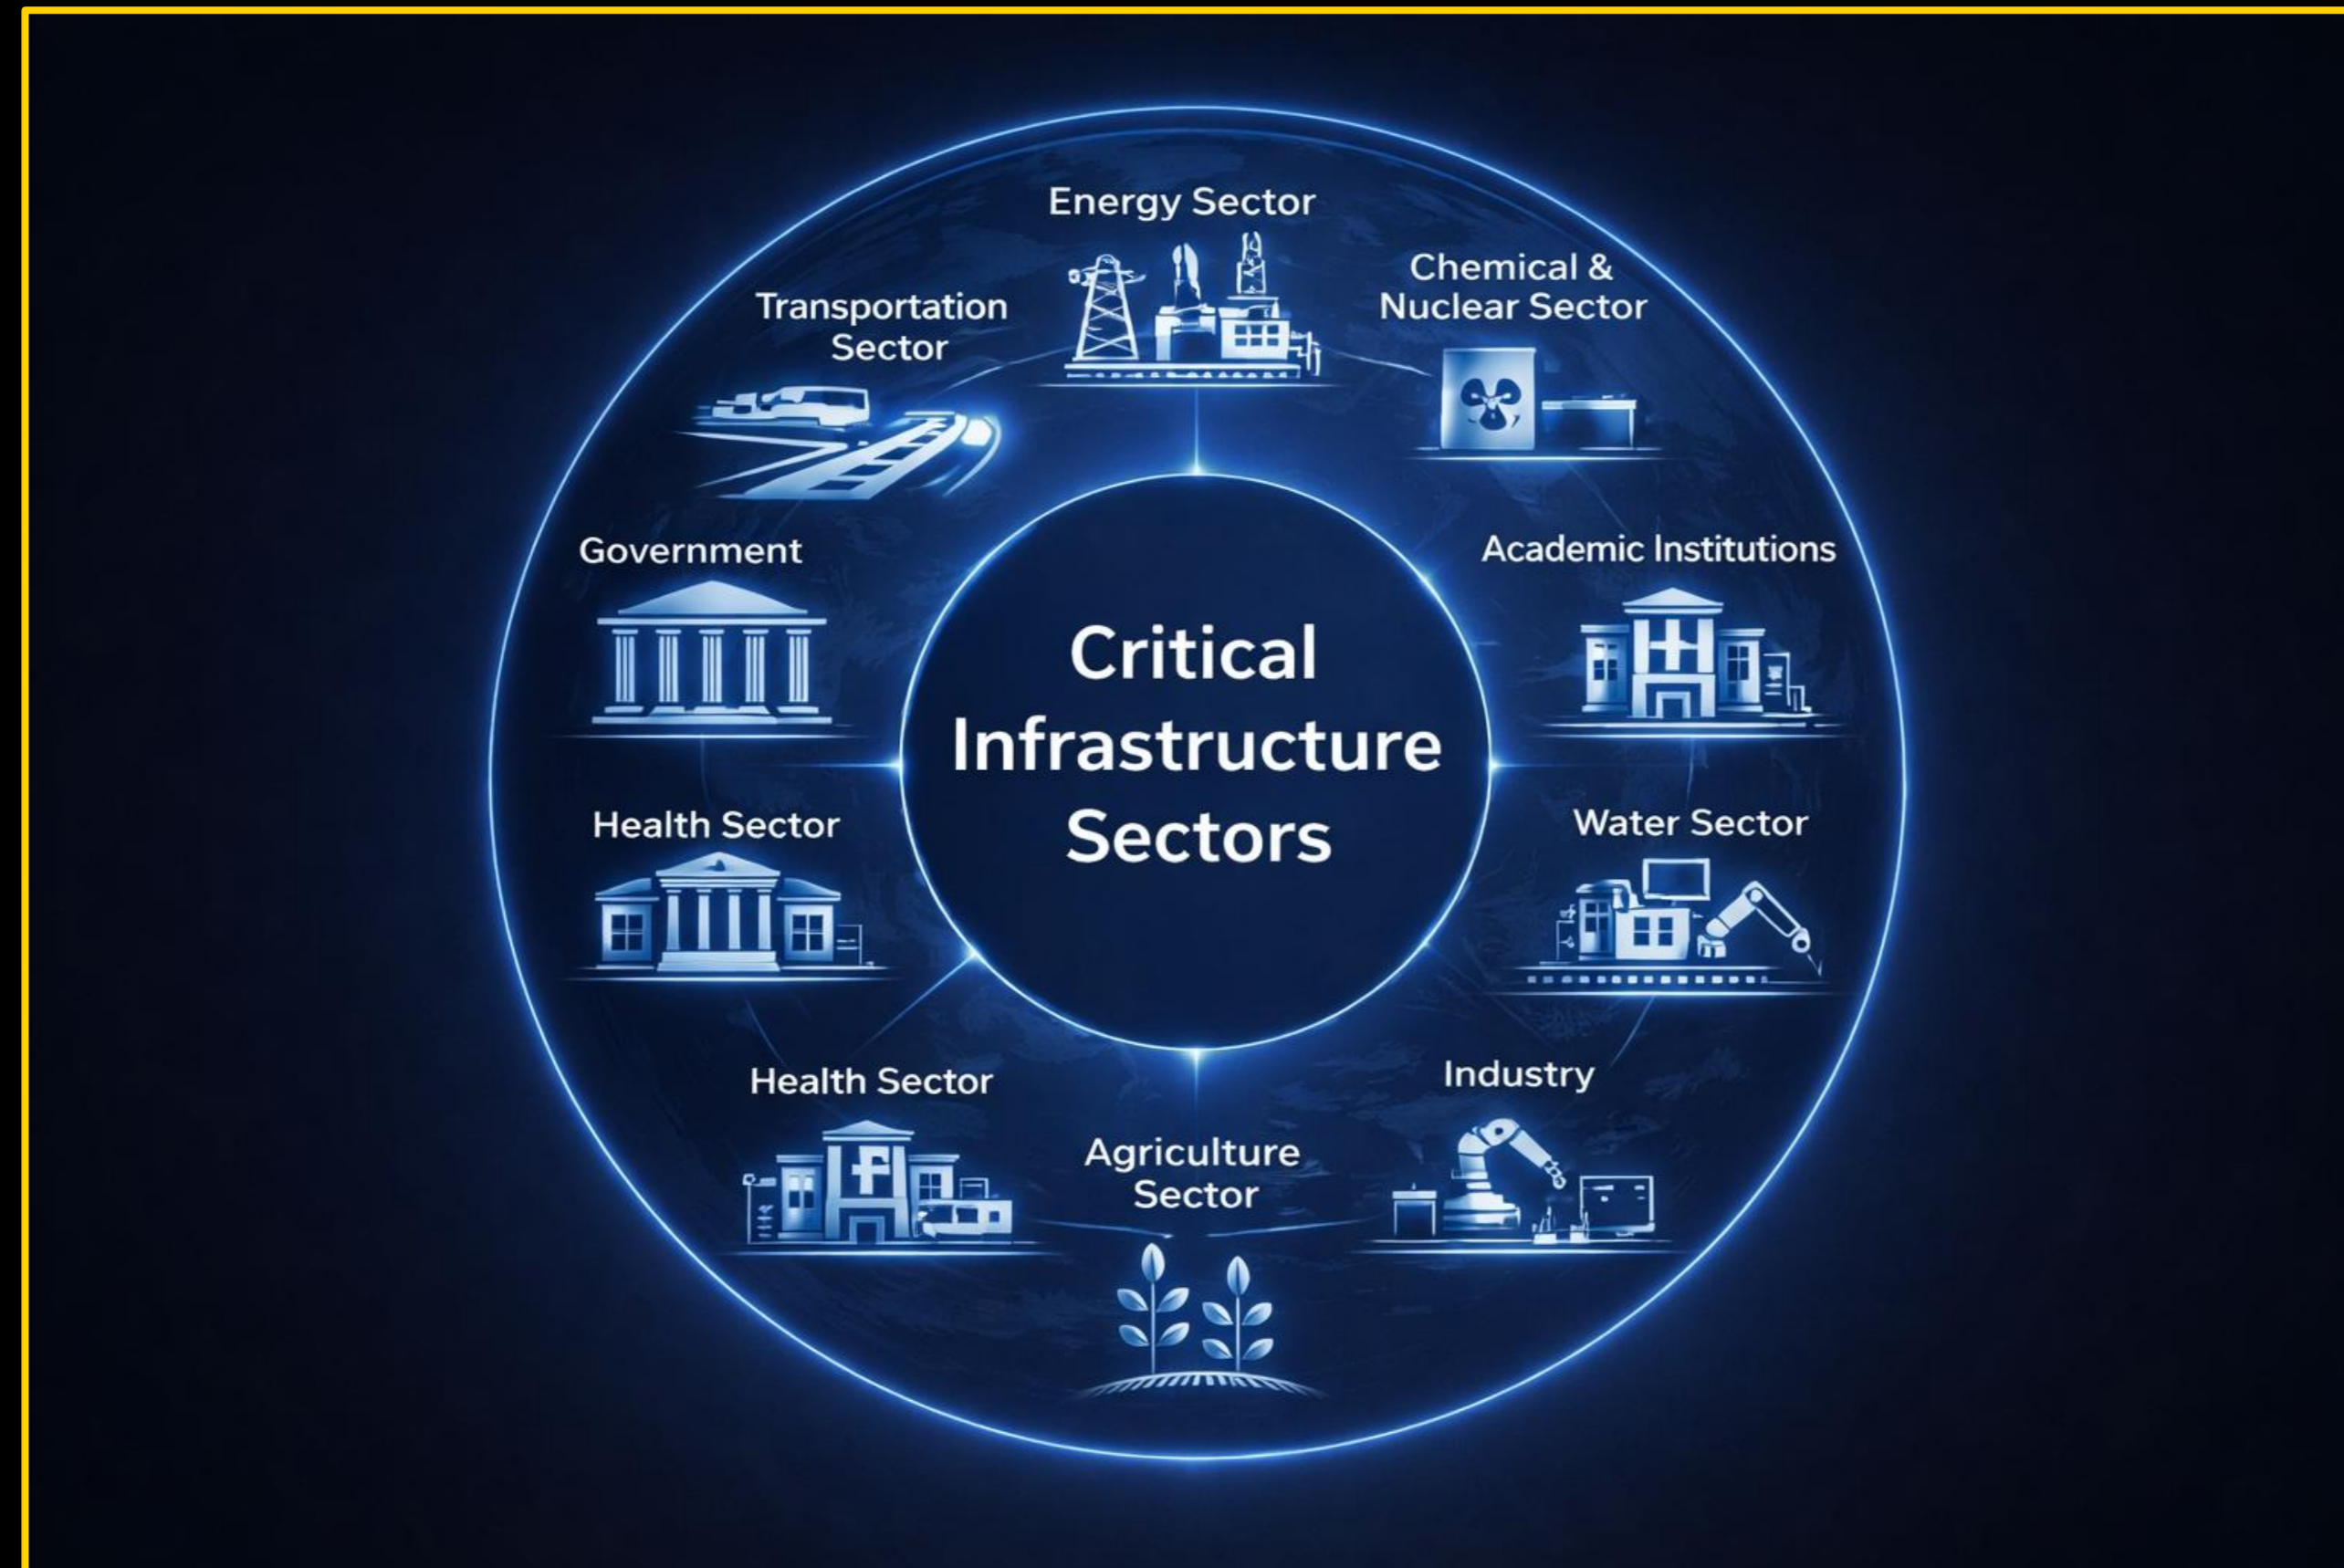 Energy Sector
Chemical &
Nuclear Sector
Transportation
Sector
Government
Academic Institutions
Critical
Infrastructure
Sectors
Health Sector
Water Sector
Health Sector
Industry
Agriculture
Sector